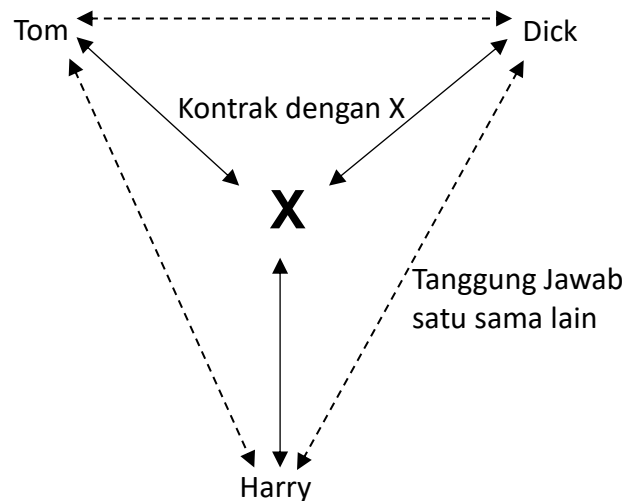 Tom
Dick
Kontrak dengan X
X
Tanggung Jawab
satu sama lain
Harry